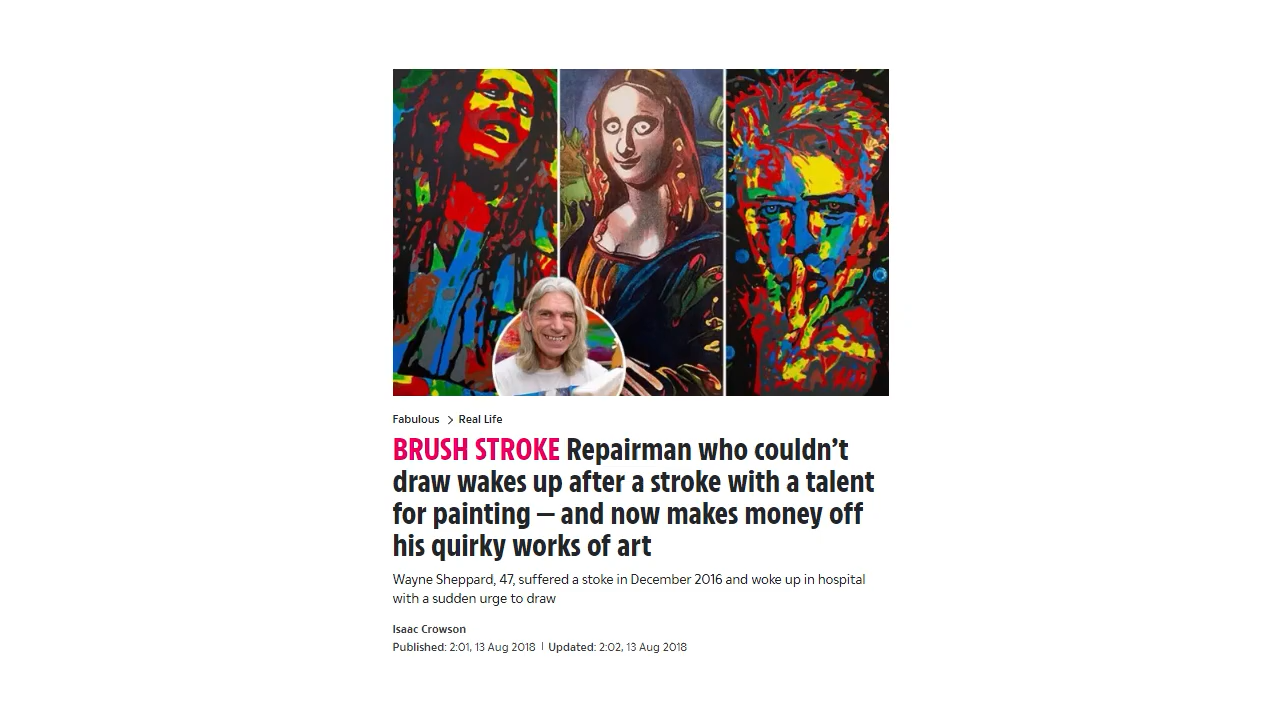 Fabulous > Real Life
BRUSH STROKE Repairman who couldn’t
draw wakes up after a stroke with a talent
for painting — and now makes money off
his quirky works of art
Wayne Sheppard, 47, suffered a stoke in December 2016 and woke up in hospital
with a sudden urge to draw
Isaac Crowson
Published: 2:01, 13 Aug 2018 | Updated: 2:02, 13 Aug 2018